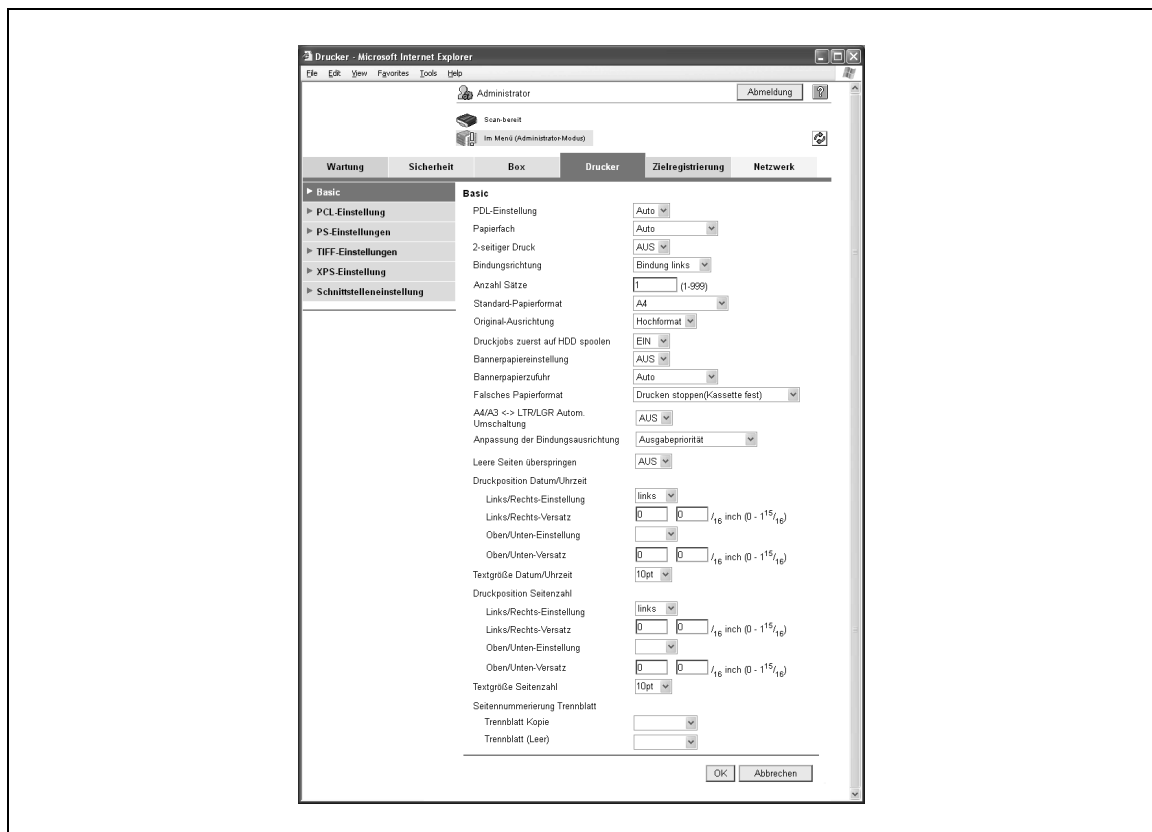 Drucker - Microsoft Internet Explorer
File Edit View Favorites Tools Help
Administrator Abmeldung ?
Scan-bereit
Im Menü (Administrator-Modus)
Wartung Sicherheit Box Drucker Zielregistrierung Netzwerk
Basic
PCL-Einstellung
PS-Einstellungen
TIFF-Einstellungen
XPS-Einstellung
Schnittstelleneinstellung
Basic
PDL-Einstellung Auto
Papierfach Auto
2-seitiger Druck AUS
Bindungsrichtung Bindung links
Anzahl Sätze 1 (1-999)
Standard-Papierformat A4
Original-Ausrichtung Hochformat
Druckjobs zuerst auf HDD spoolen EIN
Bannerpapiereinstellung AUS
Bannerpapierzufuhr Auto
Falsches Papierformat Drucken stoppen(Kassette fest)
A4/A3 <-> LTR/LGR Autom.
Umschaltung AUS
Anpassung der Bindungsausrichtung Ausgabepriorität
Leere Seiten überspringen AUS
Druckposition Datum/Uhrzeit
Links/Rechts-Einstellung links
Links/Rechts-Versatz 0 0 /16 inch (0 - 1 15/16)
Oben/Unten-Einstellung
Oben/Unten-Versatz 0 0 /16 inch (0 - 1 15/16)
Textgröße Datum/Uhrzeit 10pt
Druckposition Seitenzahl
Links/Rechts-Einstellung links
Links/Rechts-Versatz 0 0 /16 inch (0 - 1 15/16)
Oben/Unten-Einstellung
Oben/Unten-Versatz 0 0 /16 inch (0 - 1 15/16)
Textgröße Seitenzahl 10pt
Seitennummerierung Trennblatt
Trennblatt Kopie
Trennblatt (Leer)
OK Abbrechen